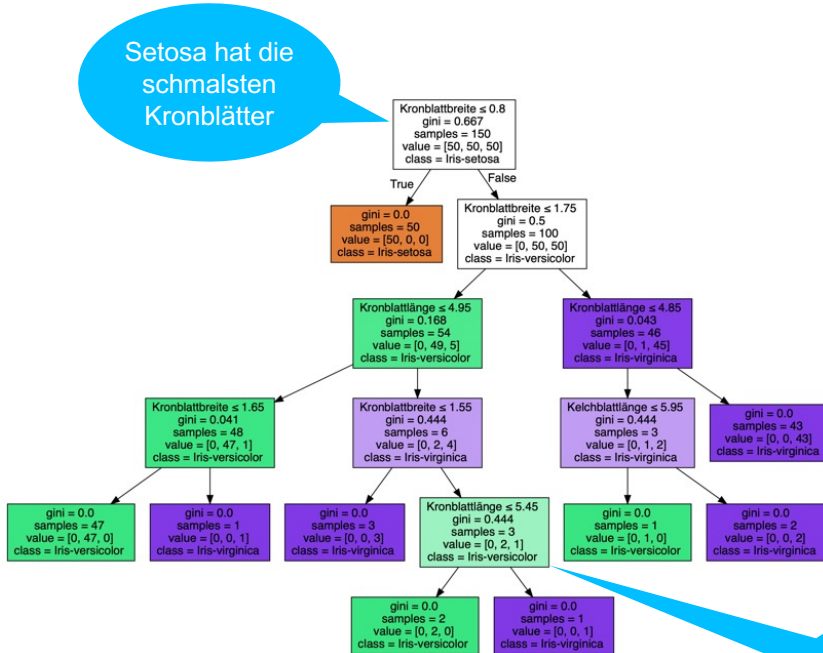 Setosa hat die
schmalsten
Kronblätter
Kronblattbreite ≤ 0.8
gini = 0.667
samples = 150
value = [50, 50, 50]
class = Iris-setosa
True
False
gini = 0.0
samples = 50
value = [50, 0, 0]
class = Iris-setosa
Kronblattbreite ≤ 1.75
gini = 0.5
samples = 100
value = [0, 50, 50]
class = Iris-versicolor
Kronblattlänge ≤ 4.95
gini = 0.168
samples = 54
value = [0, 49, 5]
class = Iris-versicolor
Kronblattlänge ≤ 4.85
gini = 0.043
samples = 46
value = [0, 1, 45]
class = Iris-virginica
Kronblattbreite ≤ 1.65
gini = 0.041
samples = 48
value = [0, 47, 1]
class = Iris-versicolor
Kronblattbreite ≤ 1.55
gini = 0.444
samples = 6
value = [0, 2, 4]
class = Iris-virginica
Kelchblattlänge ≤ 5.95
gini = 0.444
samples = 3
value = [0, 1, 2]
class = Iris-virginica
gini = 0.0
samples = 43
value = [0, 0, 43]
class = Iris-virginica
gini = 0.0
samples = 47
value = [0, 47, 0]
class = Iris-versicolor
gini = 0.0
samples = 1
value = [0, 0, 1]
class = Iris-virginica
gini = 0.0
samples = 3
value = [0, 0, 3]
class = Iris-virginica
Kronblattlänge ≤ 5.45
gini = 0.444
samples = 3
value = [0, 2, 1]
class = Iris-versicolor
gini = 0.0
samples = 1
value = [0, 1, 0]
class = Iris-versicolor
gini = 0.0
samples = 2
value = [0, 0, 2]
class = Iris-virginica
gini = 0.0
samples = 2
value = [0, 2, 0]
class = Iris-versicolor
gini = 0.0
samples = 1
value = [0, 0, 1]
class = Iris-virginica